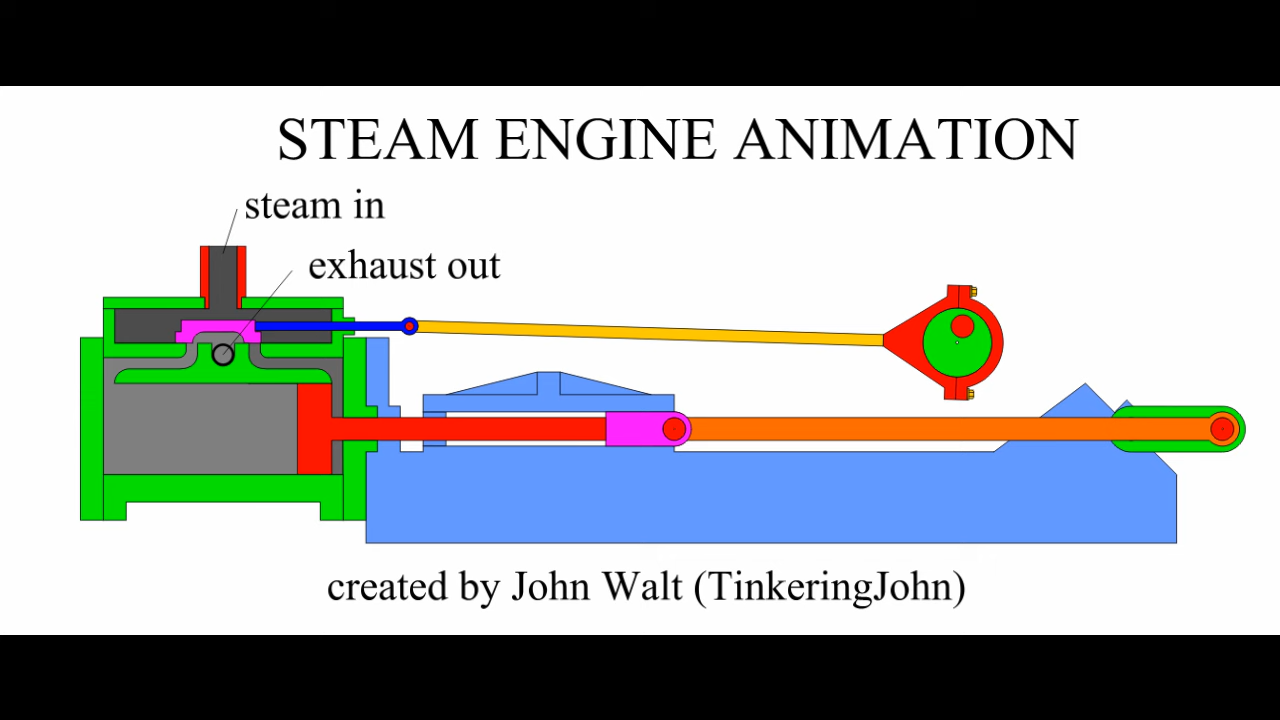 STEAM ENGINE ANIMATION
steam in
exhaust out
created by John Walt (TinkeringJohn)